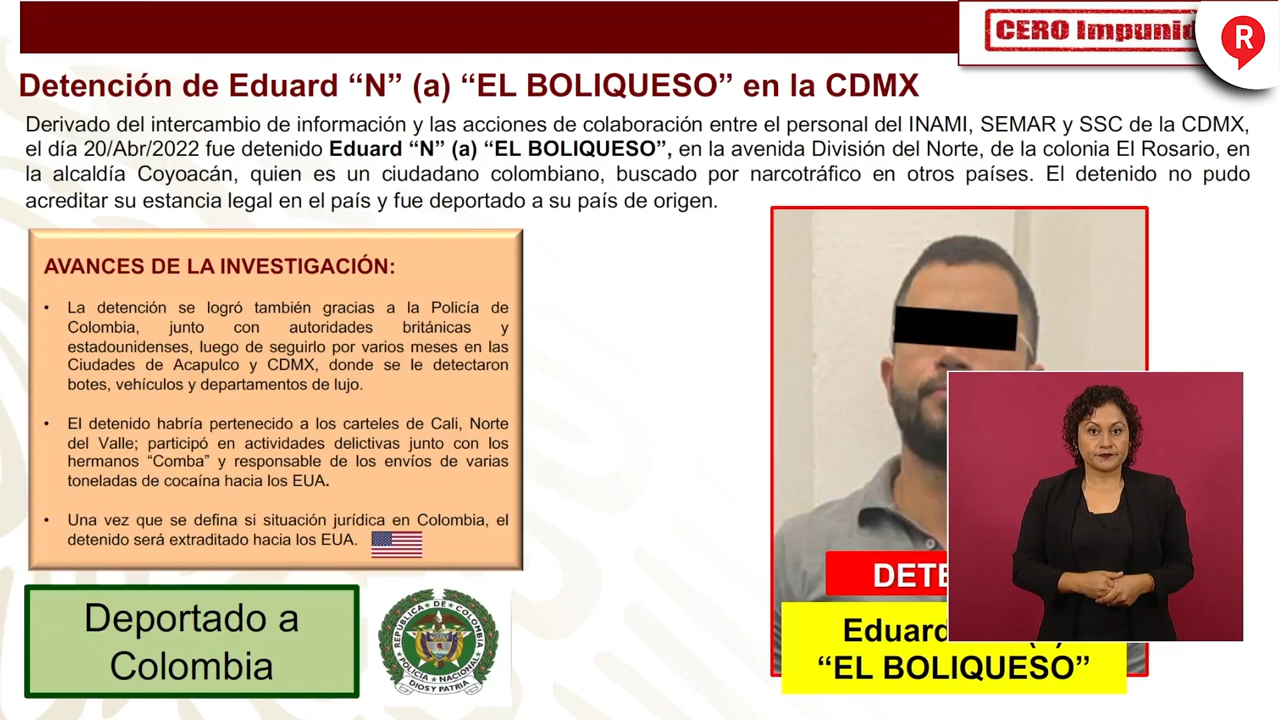 CERO Impunid
R
Detención de Eduard “N” (a) “EL BOLIQUESO” en la CDMX
Derivado del intercambio de información y las acciones de colaboración entre el personal del INAMI, SEMAR y SSC de la CDMX,
el día 20/Abr/2022 fue detenido Eduard “N” (a) “EL BOLIQUESO”, en la avenida División del Norte, de la colonia El Rosario, en
la alcaldía Coyoacán, quien es un ciudadano colombiano, buscado por narcotráfico en otros países. El detenido no pudo
acreditar su estancia legal en el país y fue deportado a su país de origen.
AVANCES DE LA INVESTIGACIÓN:
• La detención se logró también gracias a la Policía de
Colombia, junto con autoridades británicas y
estadounidenses, luego de seguirlo por varios meses en las
Ciudades de Acapulco y CDMX, donde se le detectaron
botes, vehículos y departamentos de lujo.
• El detenido habría pertenecido a los carteles de Cali, Norte
del Valle; participó en actividades delictivas junto con los
hermanos “Comba” y responsable de los envíos de varias
toneladas de cocaína hacia los EUA.
• Una vez que se defina si situación jurídica en Colombia, el
detenido será extraditado hacia los EUA.
Deportado a
Colombia
REPUBLICA DE COLOMBIA
POLICIA NACIONAL
DIOS Y PATRIA
DETE
Eduard
“EL BOLIQUESO”